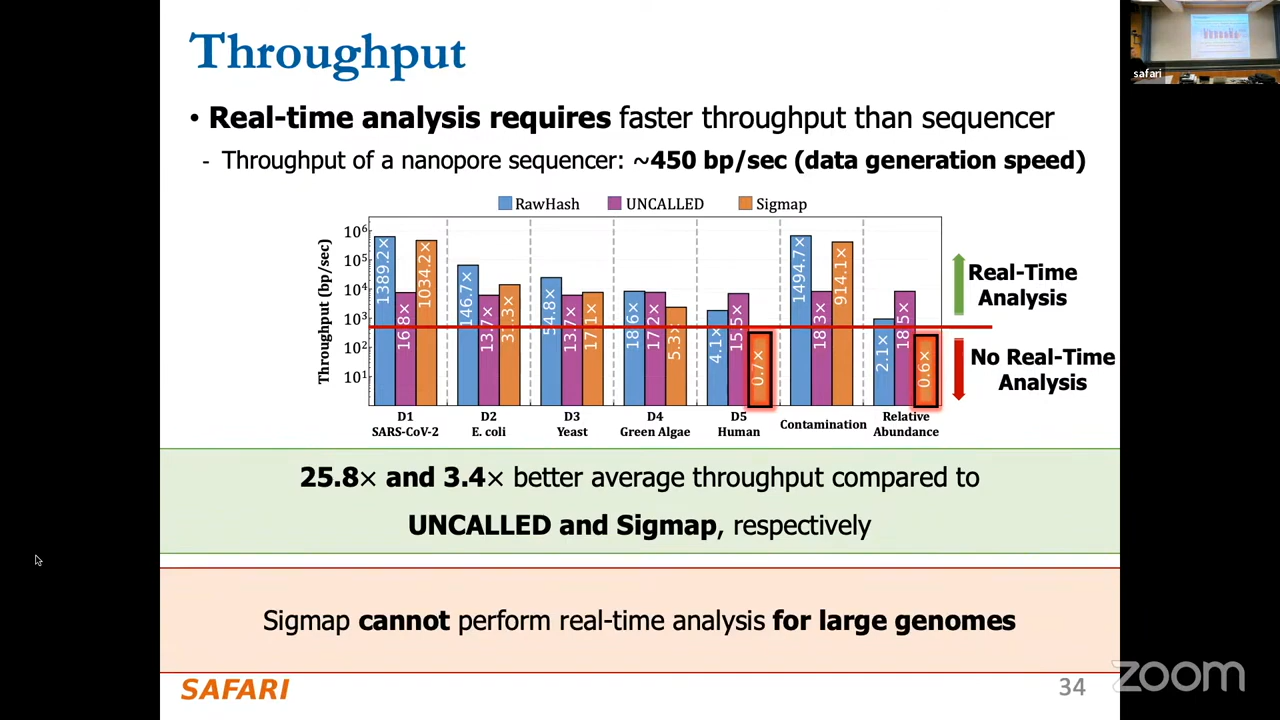 Throughput
safari
• Real-time analysis requires faster throughput than sequencer
- Throughput of a nanopore sequencer: ~450 bp/sec (data generation speed)
RawHash UNCALLED Sigmap
Throughput (bp/sec)
10⁶
10⁵
10⁴
10³
10²
10¹
1389.2× 16.8× 1034.2×
146.7× 13.7× 31.3×
54.8× 13.7× 17.1×
18.6× 17.2× 5.3×
4.1× 15.5× 0.7×
1494.7× 18.3× 914.1×
2.1× 18.5× 0.6×
Real-Time
Analysis
No Real-Time
Analysis
D1 D2 D3 D4 D5 Contamination Relative
SARS-CoV-2 E. coli Yeast Green Algae Human Abundance
25.8× and 3.4× better average throughput compared to
UNCALLED and Sigmap, respectively
Sigmap cannot perform real-time analysis for large genomes
SAFARI
34
zoom